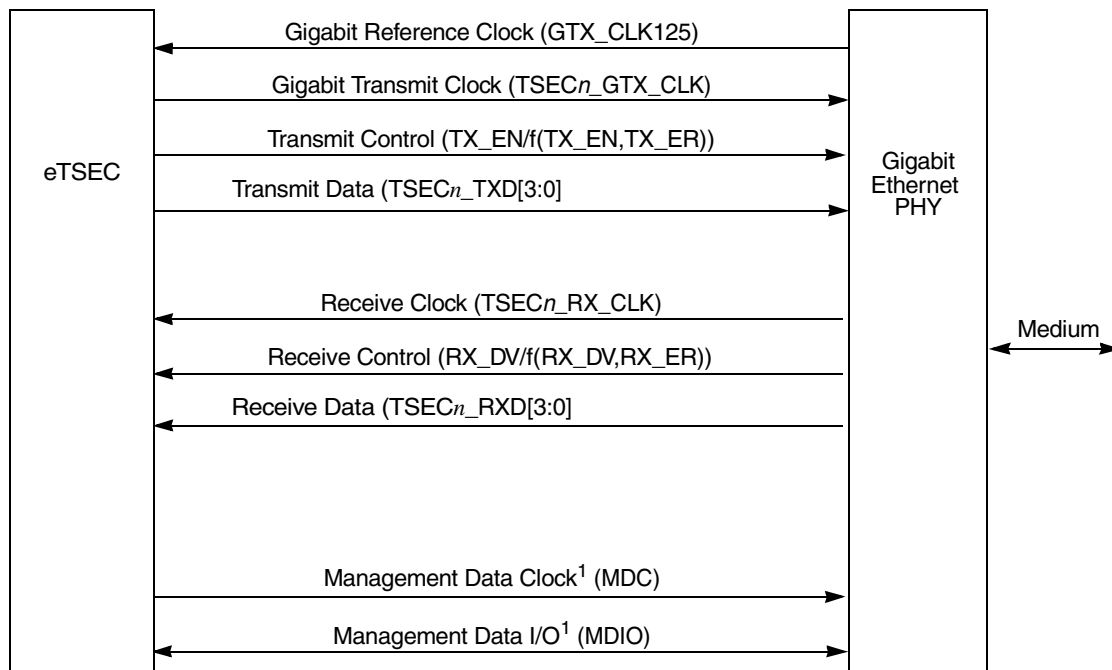 Gigabit Reference Clock (GTX_CLK125)
Gigabit Transmit Clock (TSECn_GTX_CLK)
Transmit Control (TX_EN/f(TX_EN,TX_ER))
eTSEC
Gigabit
Ethernet
PHY
Transmit Data (TSECn_TXD[3:0]
Receive Clock (TSECn_RX_CLK)
Medium
Receive Control (RX_DV/f(RX_DV,RX_ER))
Receive Data (TSECn_RXD[3:0]
Management Data Clock¹ (MDC)
Management Data I/O¹ (MDIO)